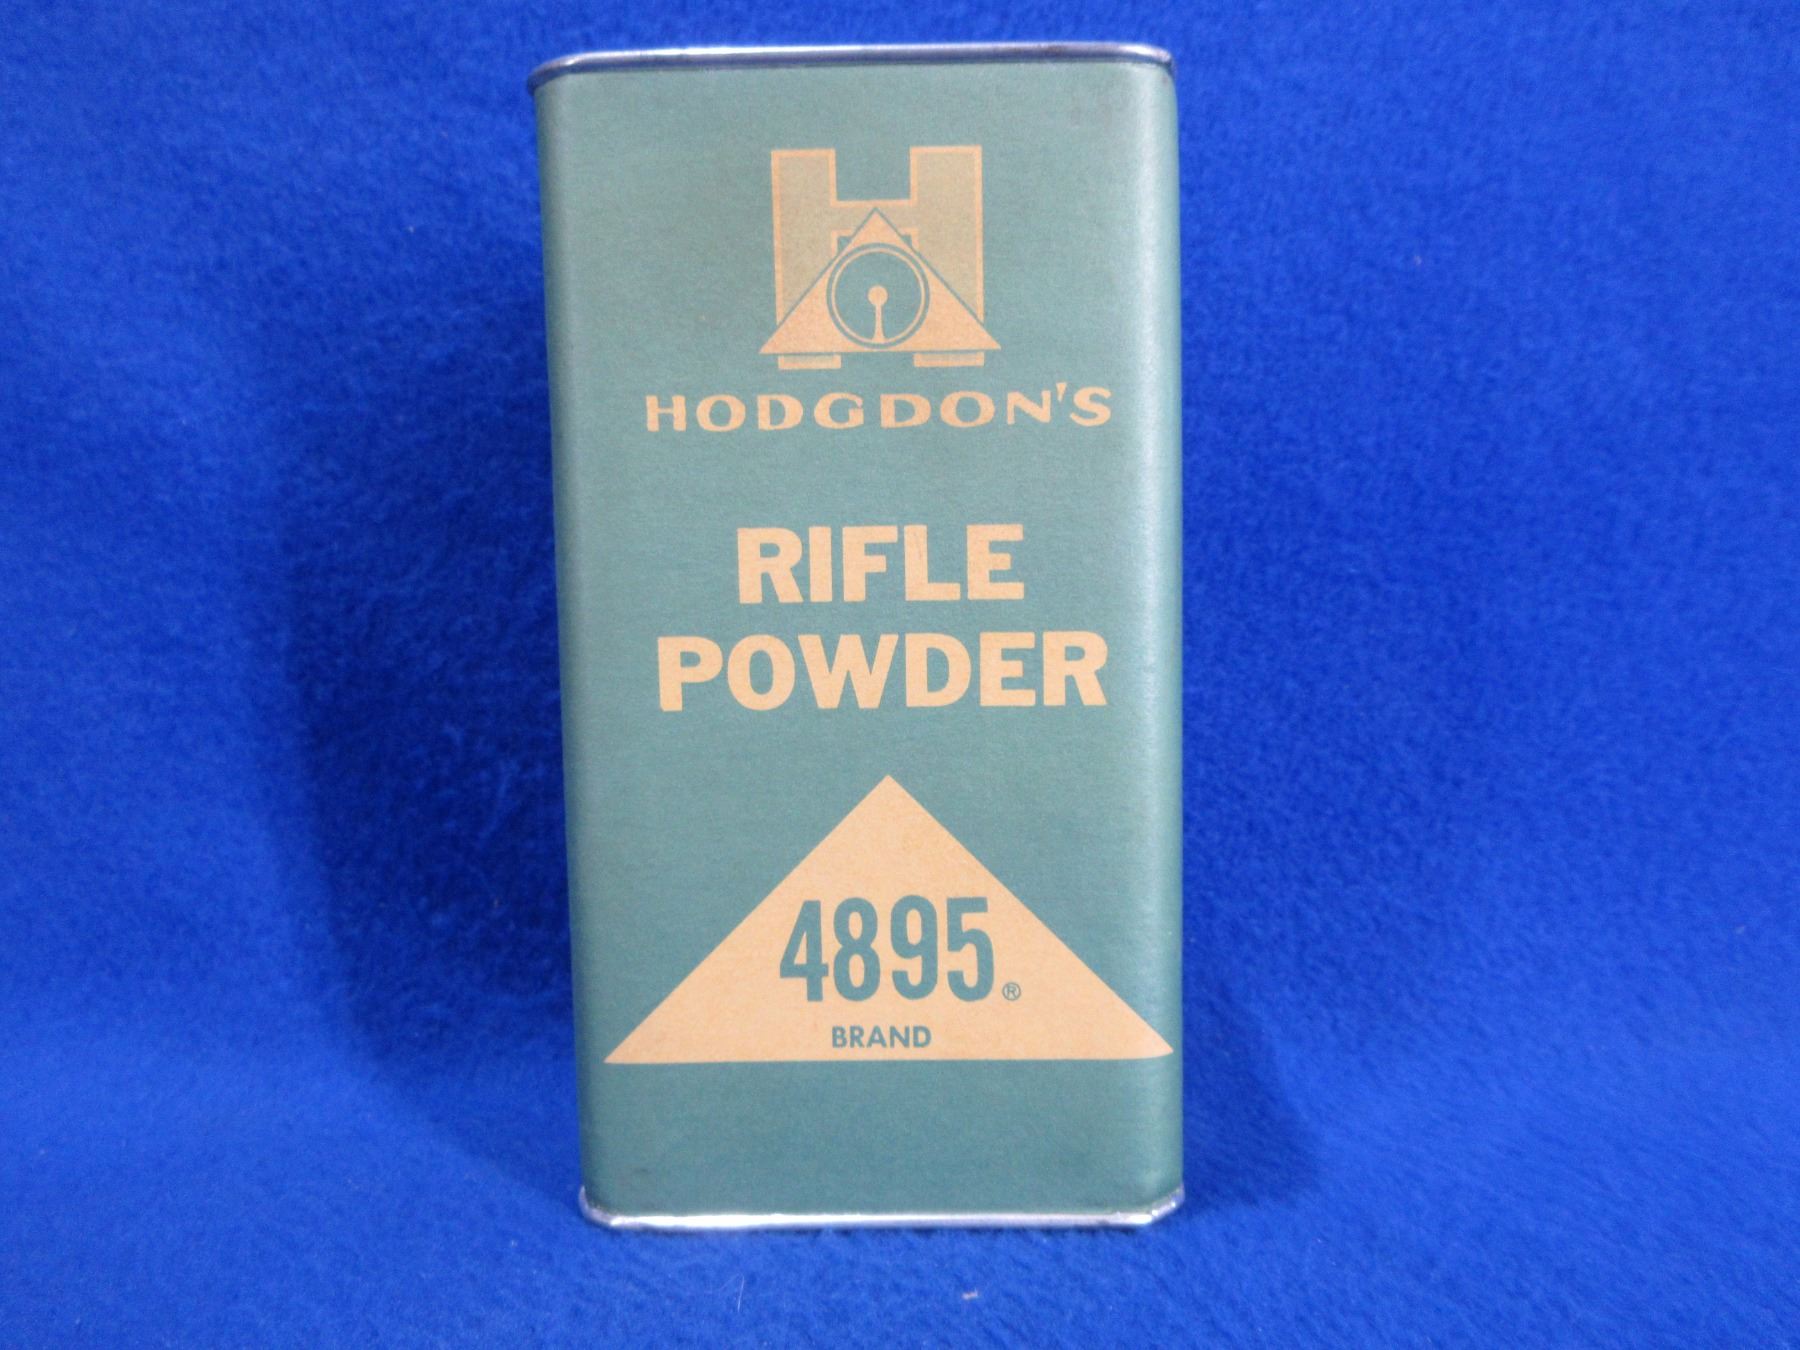 H
HODGDON'S
RIFLE
POWDER
4895®
BRAND